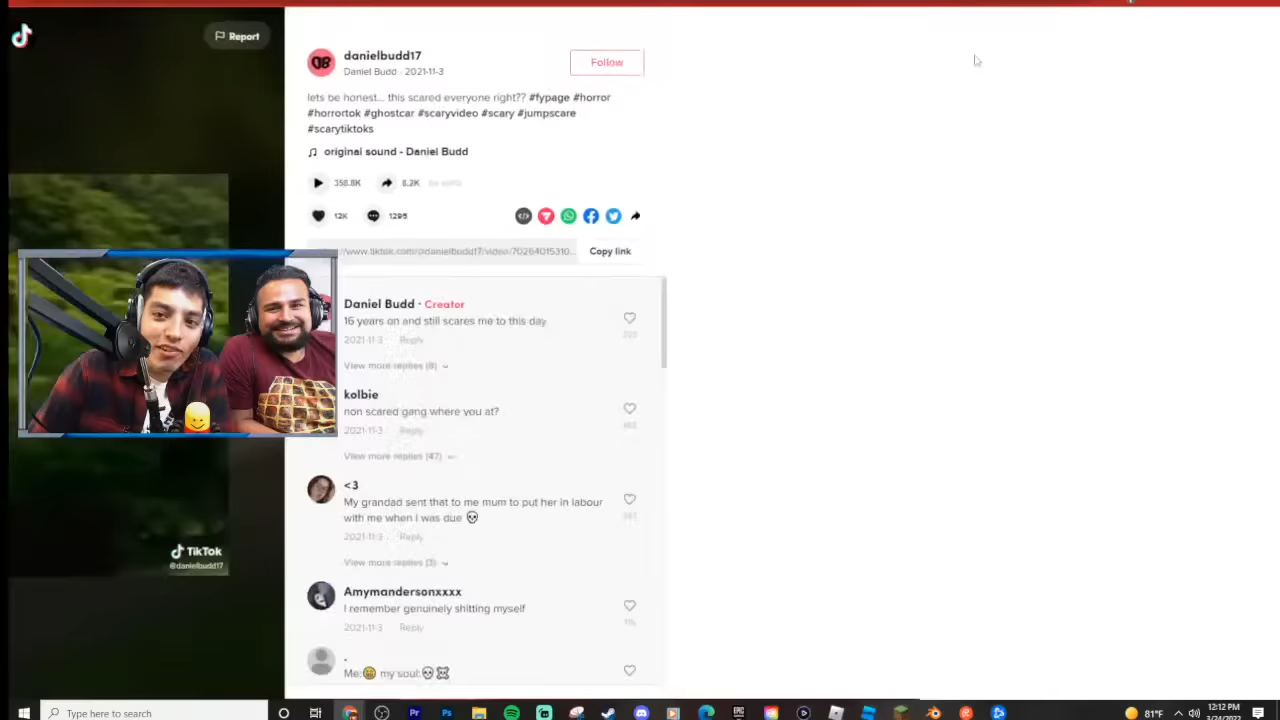 Report
danielbudd17
Daniel Budd · 2021-11-3
Follow
lets be honest... this scared everyone right?? #fypage #horror
#horrortok #ghostcar #scaryvideo #scary #jumpscare
#scarytiktoks
original sound - Daniel Budd
358.8K
8.2K
12K
1295
//www.tiktok.com/@danielbudd17/video/70264015310...
Copy link
Daniel Budd · Creator
16 years on and still scares me to this day
2021-11-3 Reply
View more replies (8)
kolbie
non scared gang where you at?
2021-11-3 Reply
View more replies (47)
<3
My grandad sent that to me mum to put her in labour
with me when I was due 💀
2021-11-3 Reply
View more replies (3)
Amymandersonxxxx
I remember genuinely shitting myself
2021-11-3 Reply
.
Me: my soul:💀
TikTok
@danielbudd17
Type here to search
81°F
12:12 PM